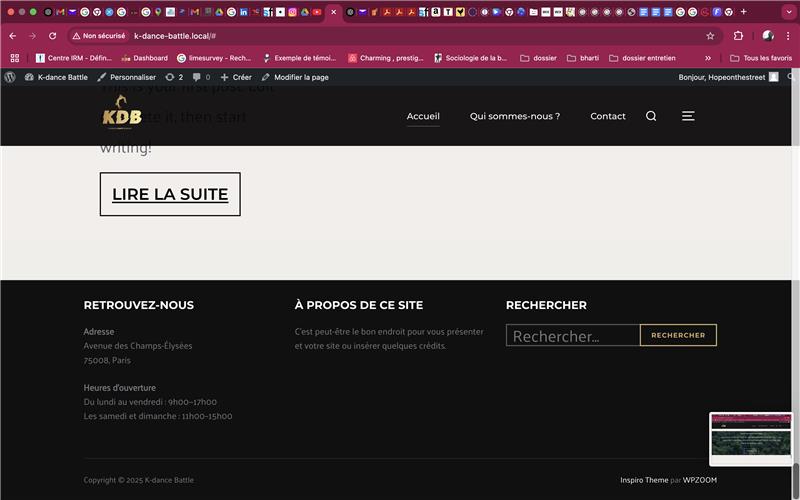 Non sécurisé
k-dance-battle.local/#
Centre IRM - Défin...
Dashboard
limesurvey - Rech...
Exemple de témoi...
Charming , prestig...
Sociologie de la b...
dossier
bharti
dossier entretien
Tous les favoris
K-dance Battle
Personnaliser
2
0
Créer
Modifier la page
Bonjour, Hopeonthestreet
This is your first post. Edit
it, then start
writing!
KDB
Accueil
Qui sommes-nous ?
Contact
LIRE LA SUITE
RETROUVEZ-NOUS
Adresse
Avenue des Champs-Élysées
75008, Paris
Heures d'ouverture
Du lundi au vendredi : 9h00–17h00
Les samedi et dimanche : 11h00–15h00
À PROPOS DE CE SITE
C'est peut-être le bon endroit pour vous présenter
et votre site ou insérer quelques crédits.
RECHERCHER
Rechercher...
RECHERCHER
Copyright © 2025 K-dance Battle
Inspiro Theme par WPZOOM